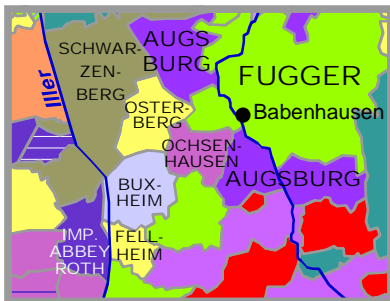 AUGS
BURG
SCHWAR-
ZEN-
BERG
Iller
FUGGER
OSTER-
BERG
Babenhausen
OCHSEN-
HAUSEN
AUGSBURG
BUX-
HEIM
IMP.
ABBEY
ROTH
FELL-
HEIM